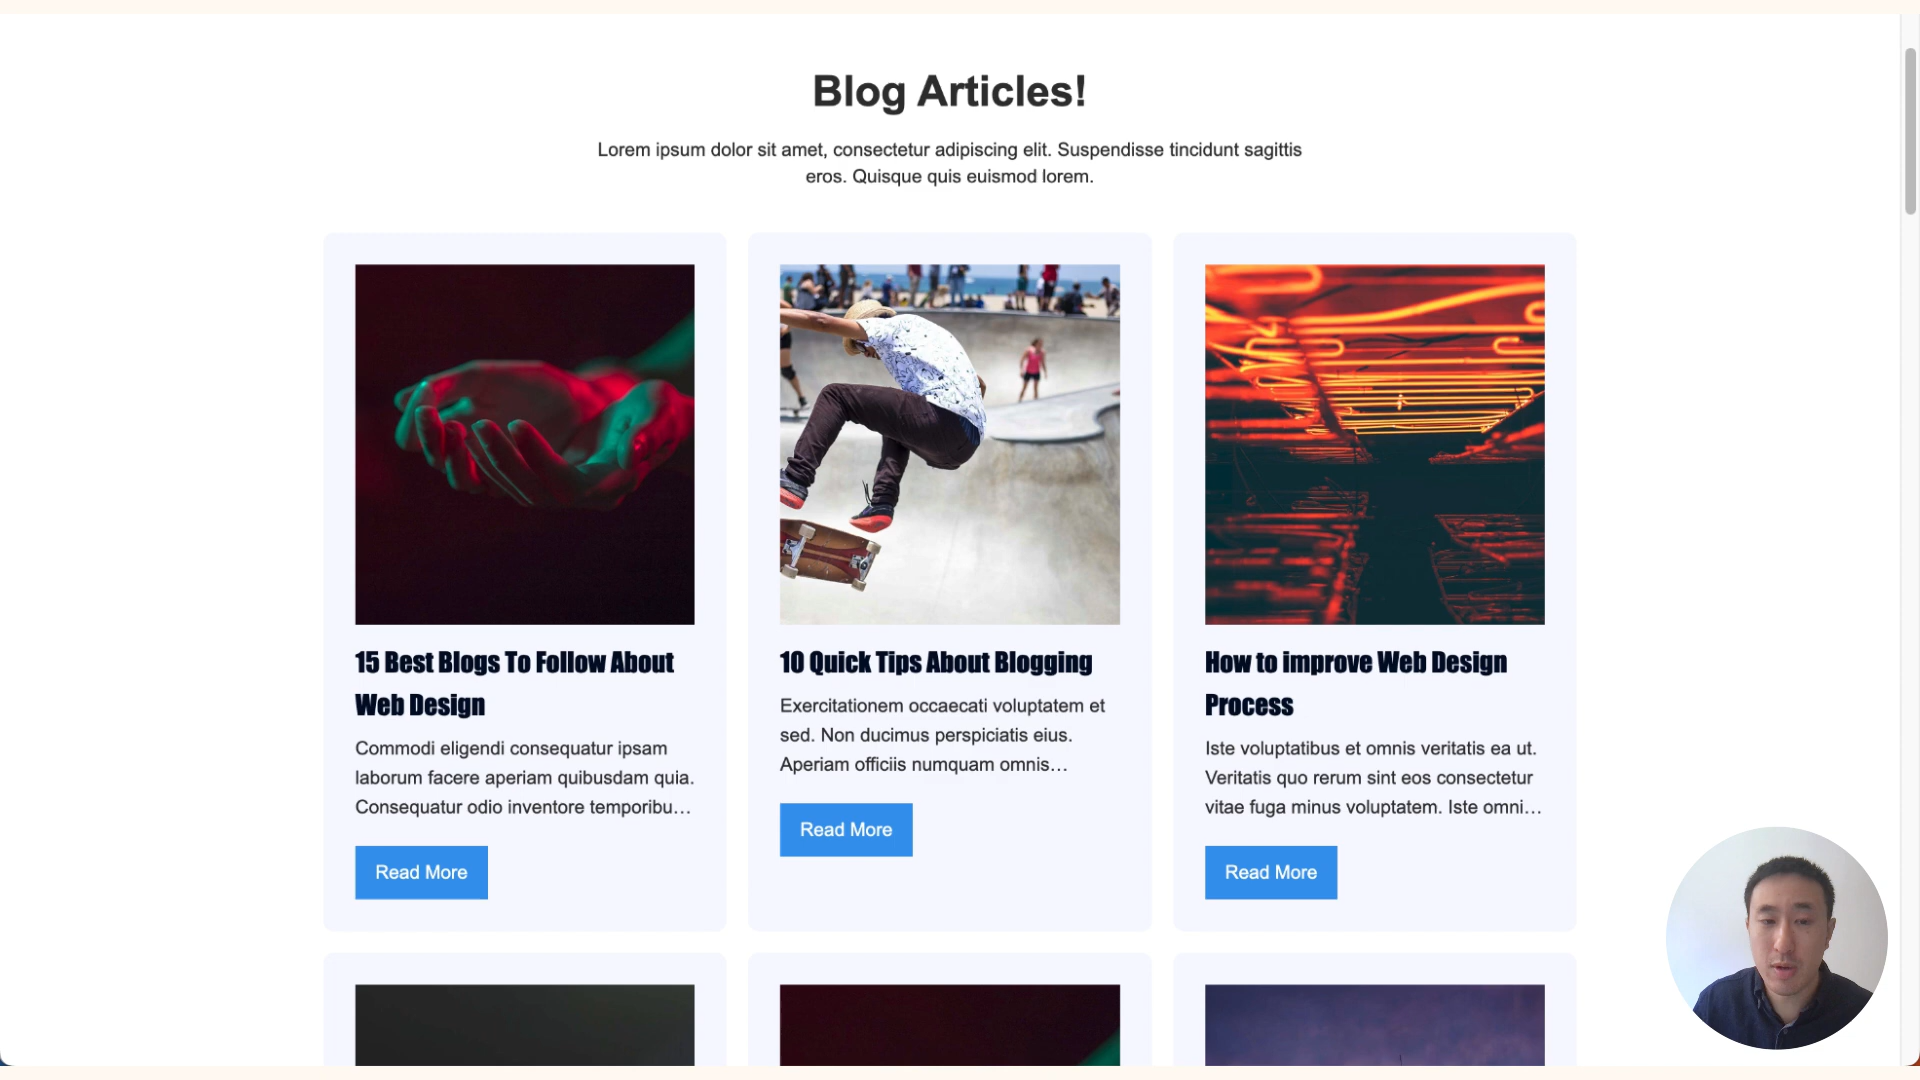 Blog Articles!
Lorem ipsum dolor sit amet, consectetur adipiscing elit. Suspendisse tincidunt sagittis
eros. Quisque quis euismod lorem.
15 Best Blogs To Follow About
Web Design
Commodi eligendi consequatur ipsam
laborum facere aperiam quibusdam quia.
Consequatur odio inventore temporibu…
Read More
10 Quick Tips About Blogging
Exercitationem occaecati voluptatem et
sed. Non ducimus perspiciatis eius.
Aperiam officiis numquam omnis…
Read More
How to improve Web Design
Process
Iste voluptatibus et omnis veritatis ea ut.
Veritatis quo rerum sint eos consectetur
vitae fuga minus voluptatem. Iste omni…
Read More